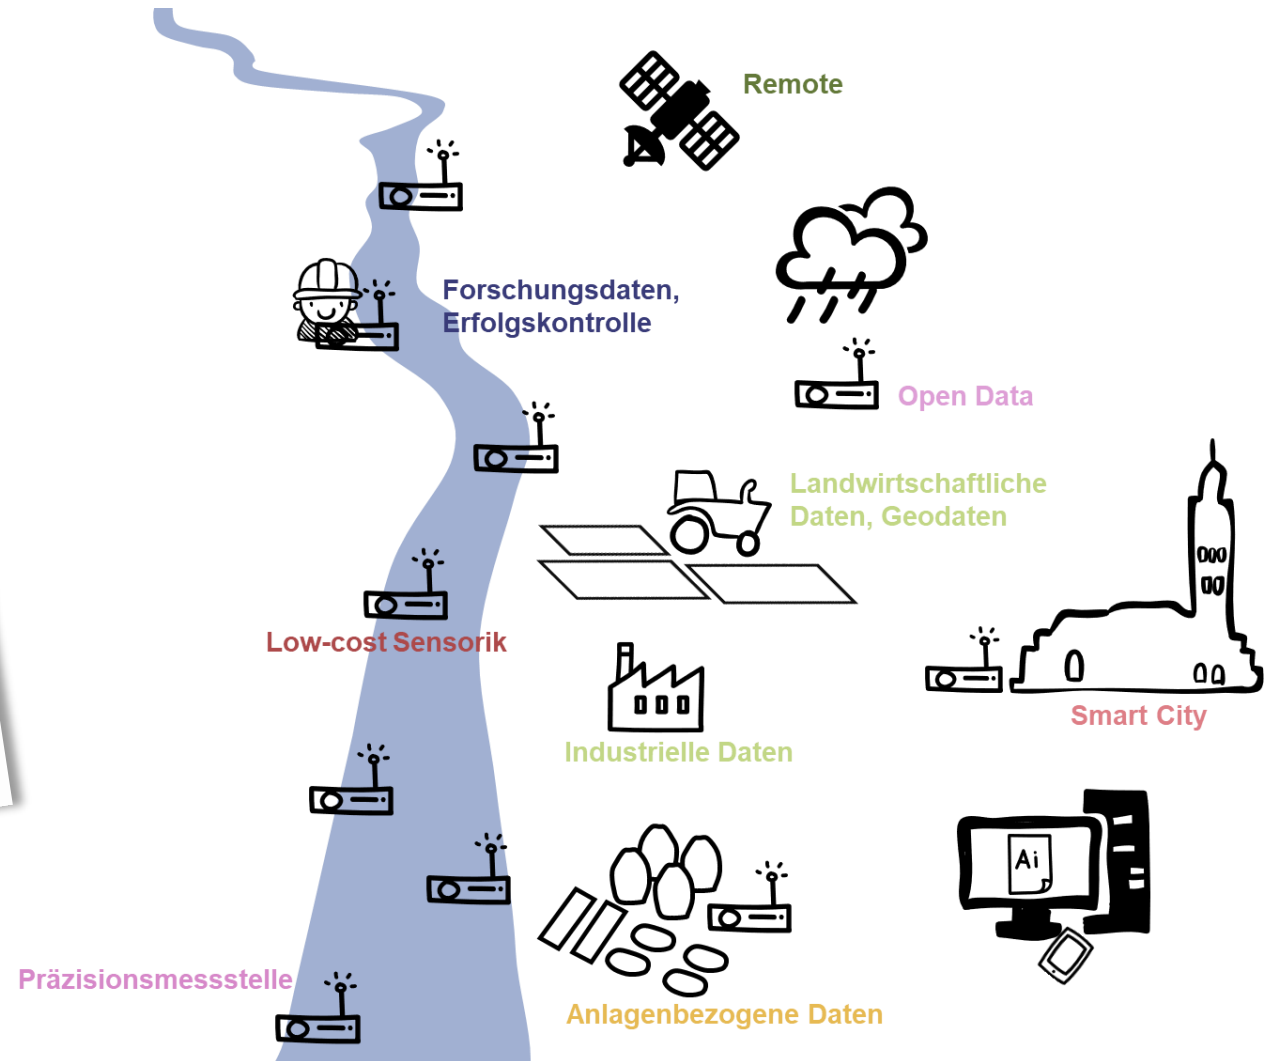 Remote
Forschungsdaten,
Erfolgskontrolle
Open Data
Landwirtschaftliche
Daten, Geodaten
Low-cost Sensorik
Smart City
Industrielle Daten
Ai
Präzisionsmessstelle
Anlagenbezogene Daten